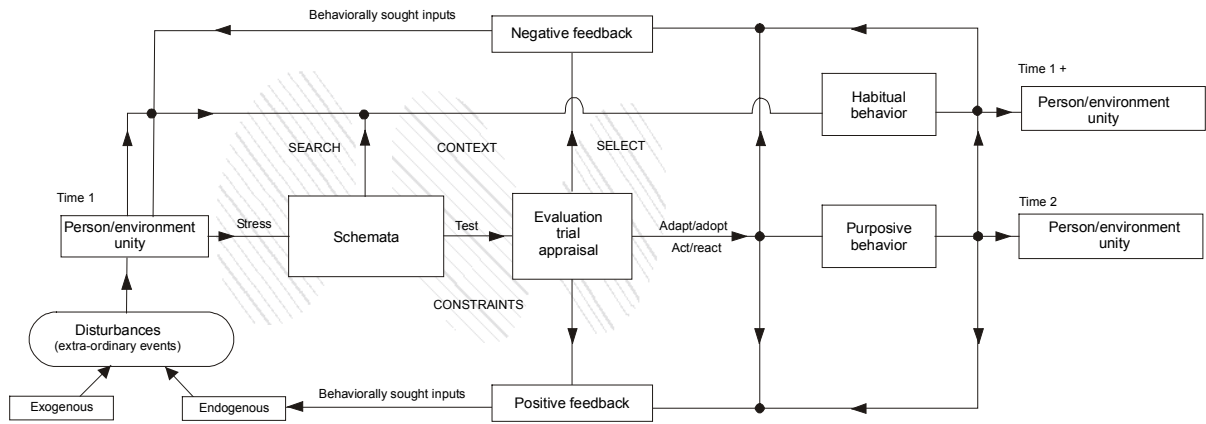 Behaviorally sought inputs
Negative feedback
Time 1 +
Person/environment
unity
Habitual
behavior
SEARCH
CONTEXT
SELECT
Time 1
Person/environment
unity
Stress
Schemata
Test
Evaluation
trial
appraisal
Adapt/adopt
Act/react
Purposive
behavior
Time 2
Person/environment
unity
CONSTRAINTS
Disturbances
(extra-ordinary events)
Exogenous
Endogenous
Behaviorally sought inputs
Positive feedback